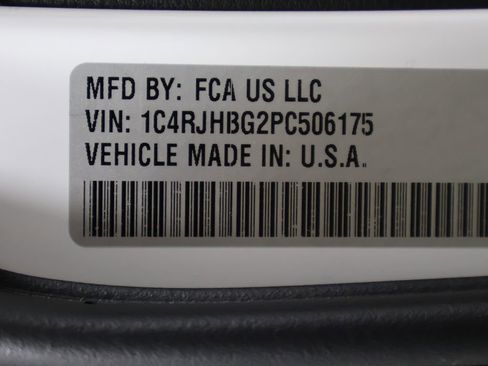 MFD BY: FCA US LLC
VIN: 1C4RJHBG2PC506175
VEHICLE MADE IN: U.S.A.